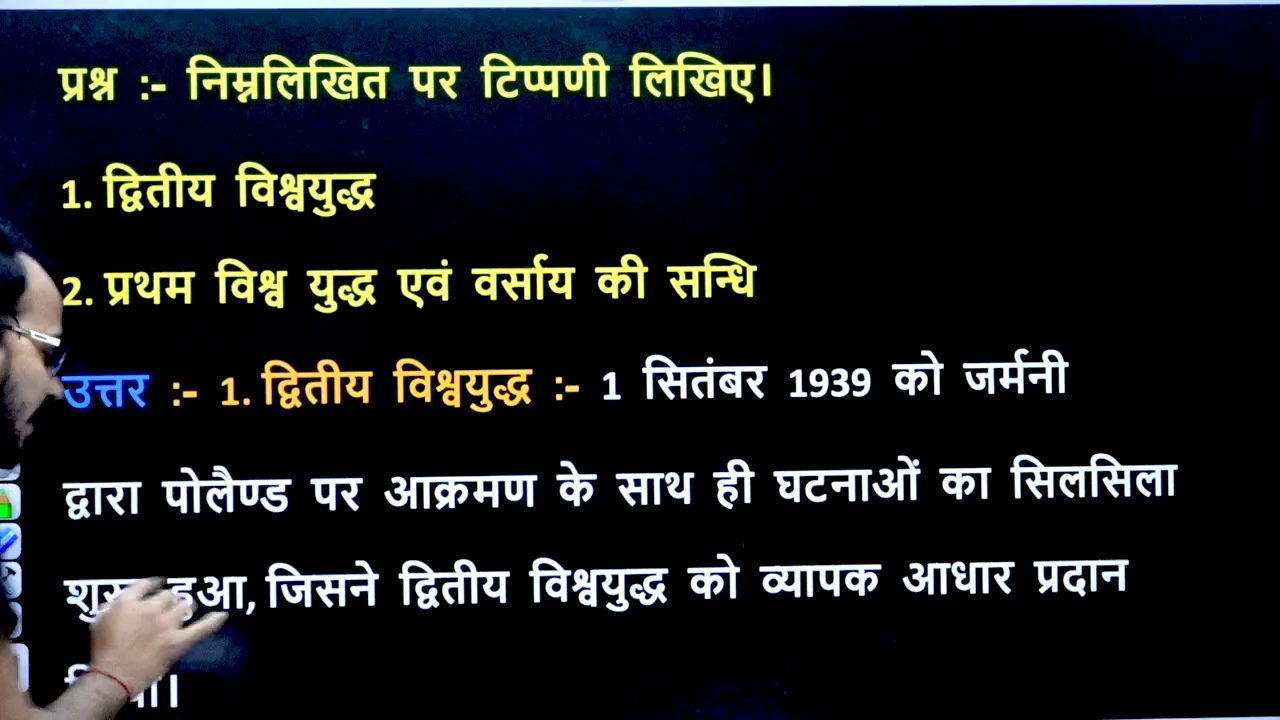 प्रश्न :- निम्नलिखित पर टिप्पणी लिखिए।
1. द्वितीय विश्वयुद्ध
2. प्रथम विश्व युद्ध एवं वर्साय की सन्धि
उत्तर :- 1. द्वितीय विश्वयुद्ध :- 1 सितंबर 1939 को जर्मनी
द्वारा पोलैण्ड पर आक्रमण के साथ ही घटनाओं का सिलसिला
हुआ, जिसने द्वितीय विश्वयुद्ध को व्यापक आधार प्रदान